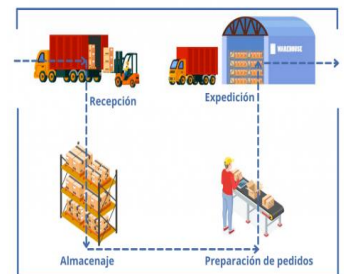 WAREHOUSE
Recepción
Expedición
Almacenaje
Preparación de pedidos